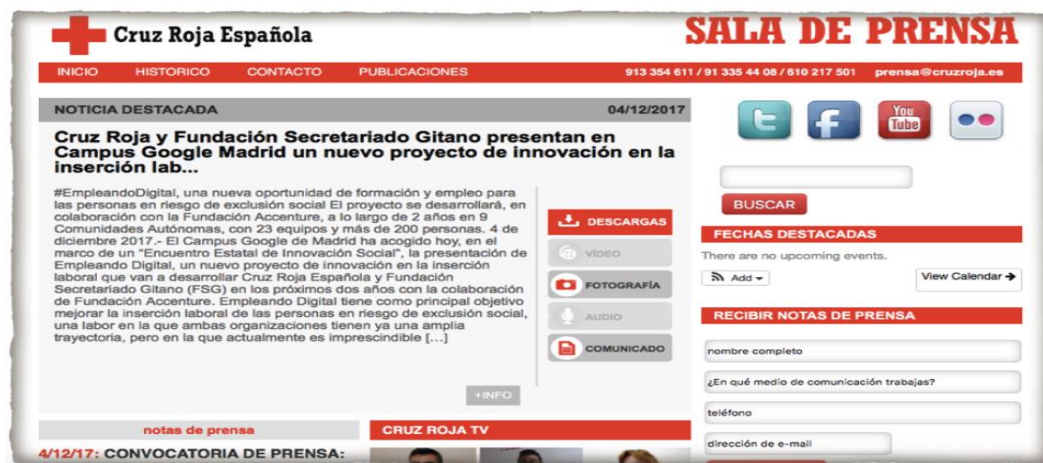 Cruz Roja Española
SALA DE PRENSA
INICIO HISTORICO CONTACTO PUBLICACIONES 913 354 611 / 91 335 44 08 / 610 217 501 prensa@cruzroja.es
NOTICIA DESTACADA 04/12/2017
Cruz Roja y Fundación Secretariado Gitano presentan en
Campus Google Madrid un nuevo proyecto de innovación en la
inserción lab...
#EmpleandoDigital, una nueva oportunidad de formación y empleo para
las personas en riesgo de exclusión social El proyecto se desarrollará, en
colaboración con la Fundación Accenture, a lo largo de 2 años en 9
Comunidades Autónomas, con 23 equipos y más de 200 personas. 4 de
diciembre 2017.- El Campus Google de Madrid ha acogido hoy, en el
marco de un "Encuentro Estatal de Innovación Social", la presentación de
Empleando Digital, un nuevo proyecto de innovación en la inserción
laboral que van a desarrollar Cruz Roja Española y Fundación
Secretariado Gitano (FSG) en los próximos dos años con la colaboración
de Fundación Accenture. Empleando Digital tiene como principal objetivo
mejorar la inserción laboral de las personas en riesgo de exclusión social,
una labor en la que ambas organizaciones tienen ya una amplia
trayectoria, pero en la que actualmente es imprescindible [...]
DESCARGAS
VÍDEO
FOTOGRAFÍA
AUDIO
COMUNICADO
+INFO
notas de prensa
4/12/17: CONVOCATORIA DE PRENSA:
CRUZ ROJA TV
You
Tube
BUSCAR
FECHAS DESTACADAS
There are no upcoming events.
Add View Calendar
RECIBIR NOTAS DE PRENSA
nombre completo
¿En qué medio de comunicación trabajas?
teléfono
dirección de e-mail